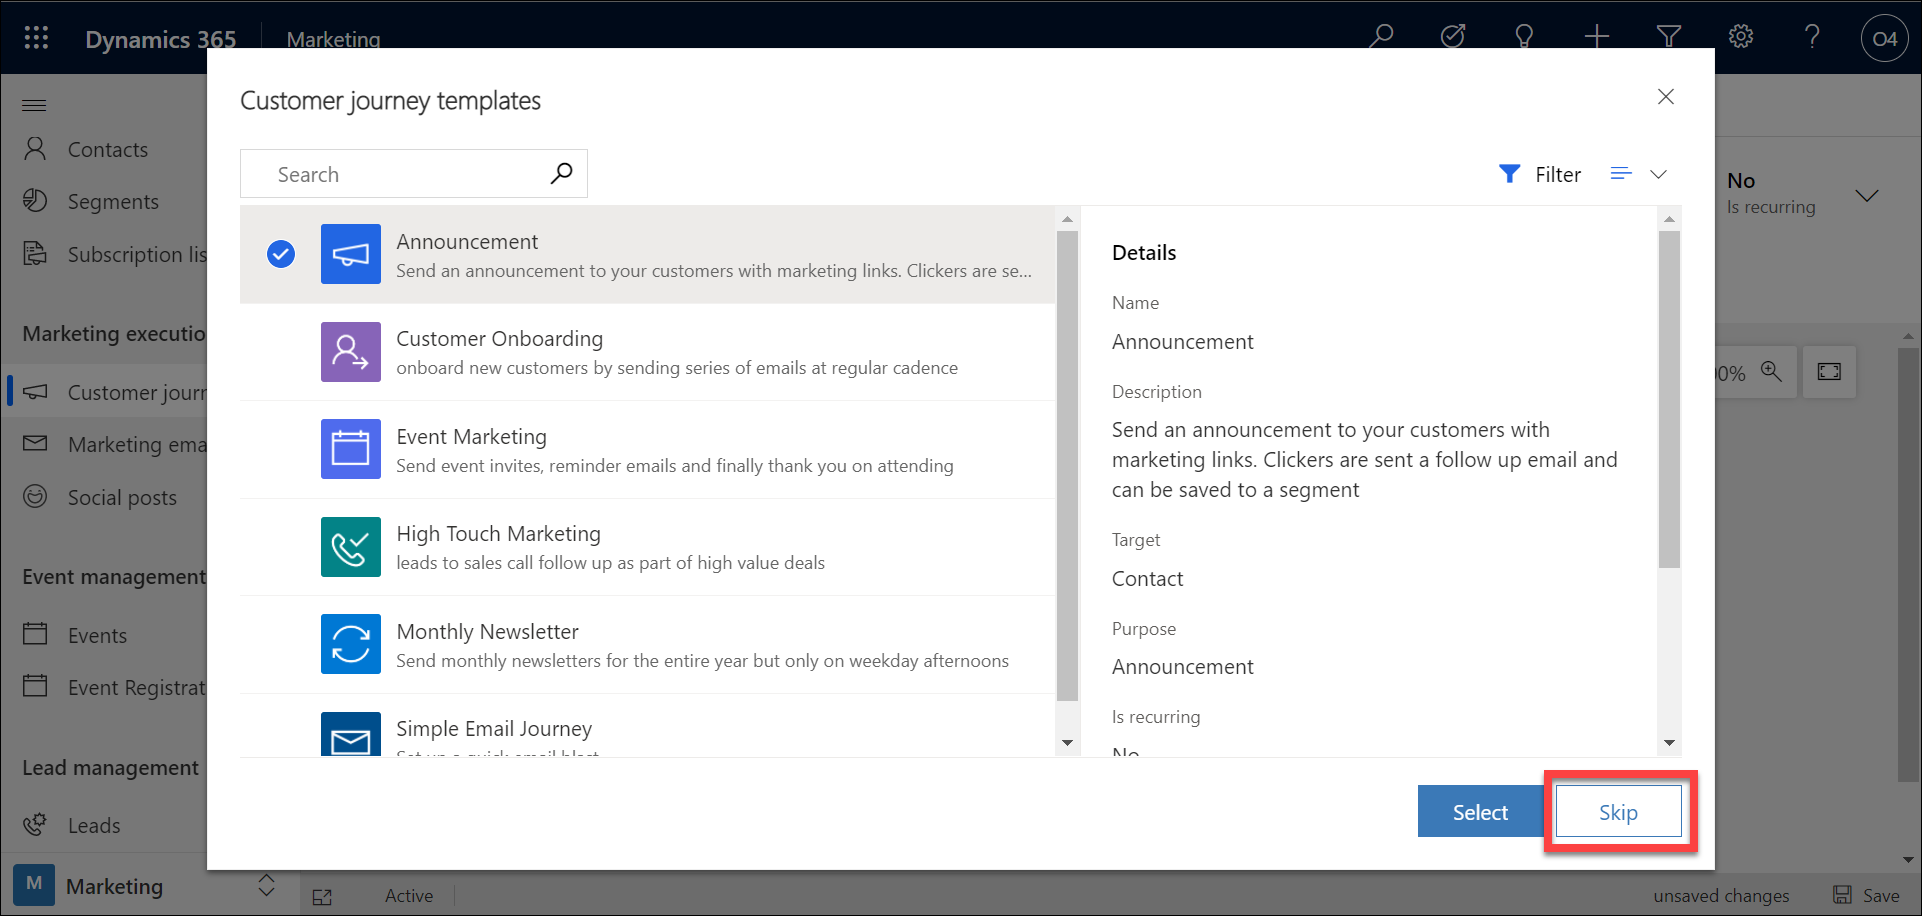 Dynamics 365
Marketing
O4
Contacts
Segments
Subscription lis
Marketing executio
Customer jour
Marketing ema
Social posts
Event management
Events
Event Registrat
Lead management
Leads
M
Marketing
Customer journey templates
Search
Filter
Announcement
Send an announcement to your customers with marketing links. Clickers are se...
Customer Onboarding
onboard new customers by sending series of emails at regular cadence
Event Marketing
Send event invites, reminder emails and finally thank you on attending
High Touch Marketing
leads to sales call follow up as part of high value deals
Monthly Newsletter
Send monthly newsletters for the entire year but only on weekday afternoons
Simple Email Journey
Set up a quick email blast
Details
Name
Announcement
Description
Send an announcement to your customers with
marketing links. Clickers are sent a follow up email and
can be saved to a segment
Target
Contact
Purpose
Announcement
Is recurring
No
Select
Skip
No
Is recurring
00%
Active
unsaved changes
Save